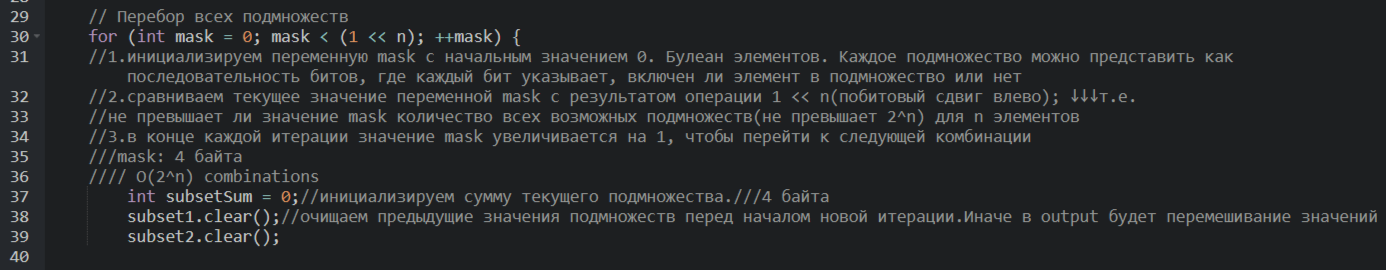 29 // Перебор всех подмножеств
30 for (int mask = 0; mask < (1 << n); ++mask) {
31 //1.инициализируем переменную mask с начальным значением 0. Булеан элементов. Каждое подмножество можно представить как
последовательность битов, где каждый бит указывает, включен ли элемент в подмножество или нет
32 //2.сравниваем текущее значение переменной mask с результатом операции 1 << n(побитовый сдвиг влево); ↓↓↓т.е.
33 //не превышает ли значение mask количество всех возможных подмножеств(не превышает 2^n) для n элементов
34 //3.в конце каждой итерации значение mask увеличивается на 1, чтобы перейти к следующей комбинации
35 ///mask: 4 байта
36 //// O(2^n) combinations
37 int subsetSum = 0;//инициализируем сумму текущего подмножества.///4 байта
38 subset1.clear();//очищаем предыдущие значения подмножеств перед началом новой итерации.Иначе в output будет перемешивание значений
39 subset2.clear();
40